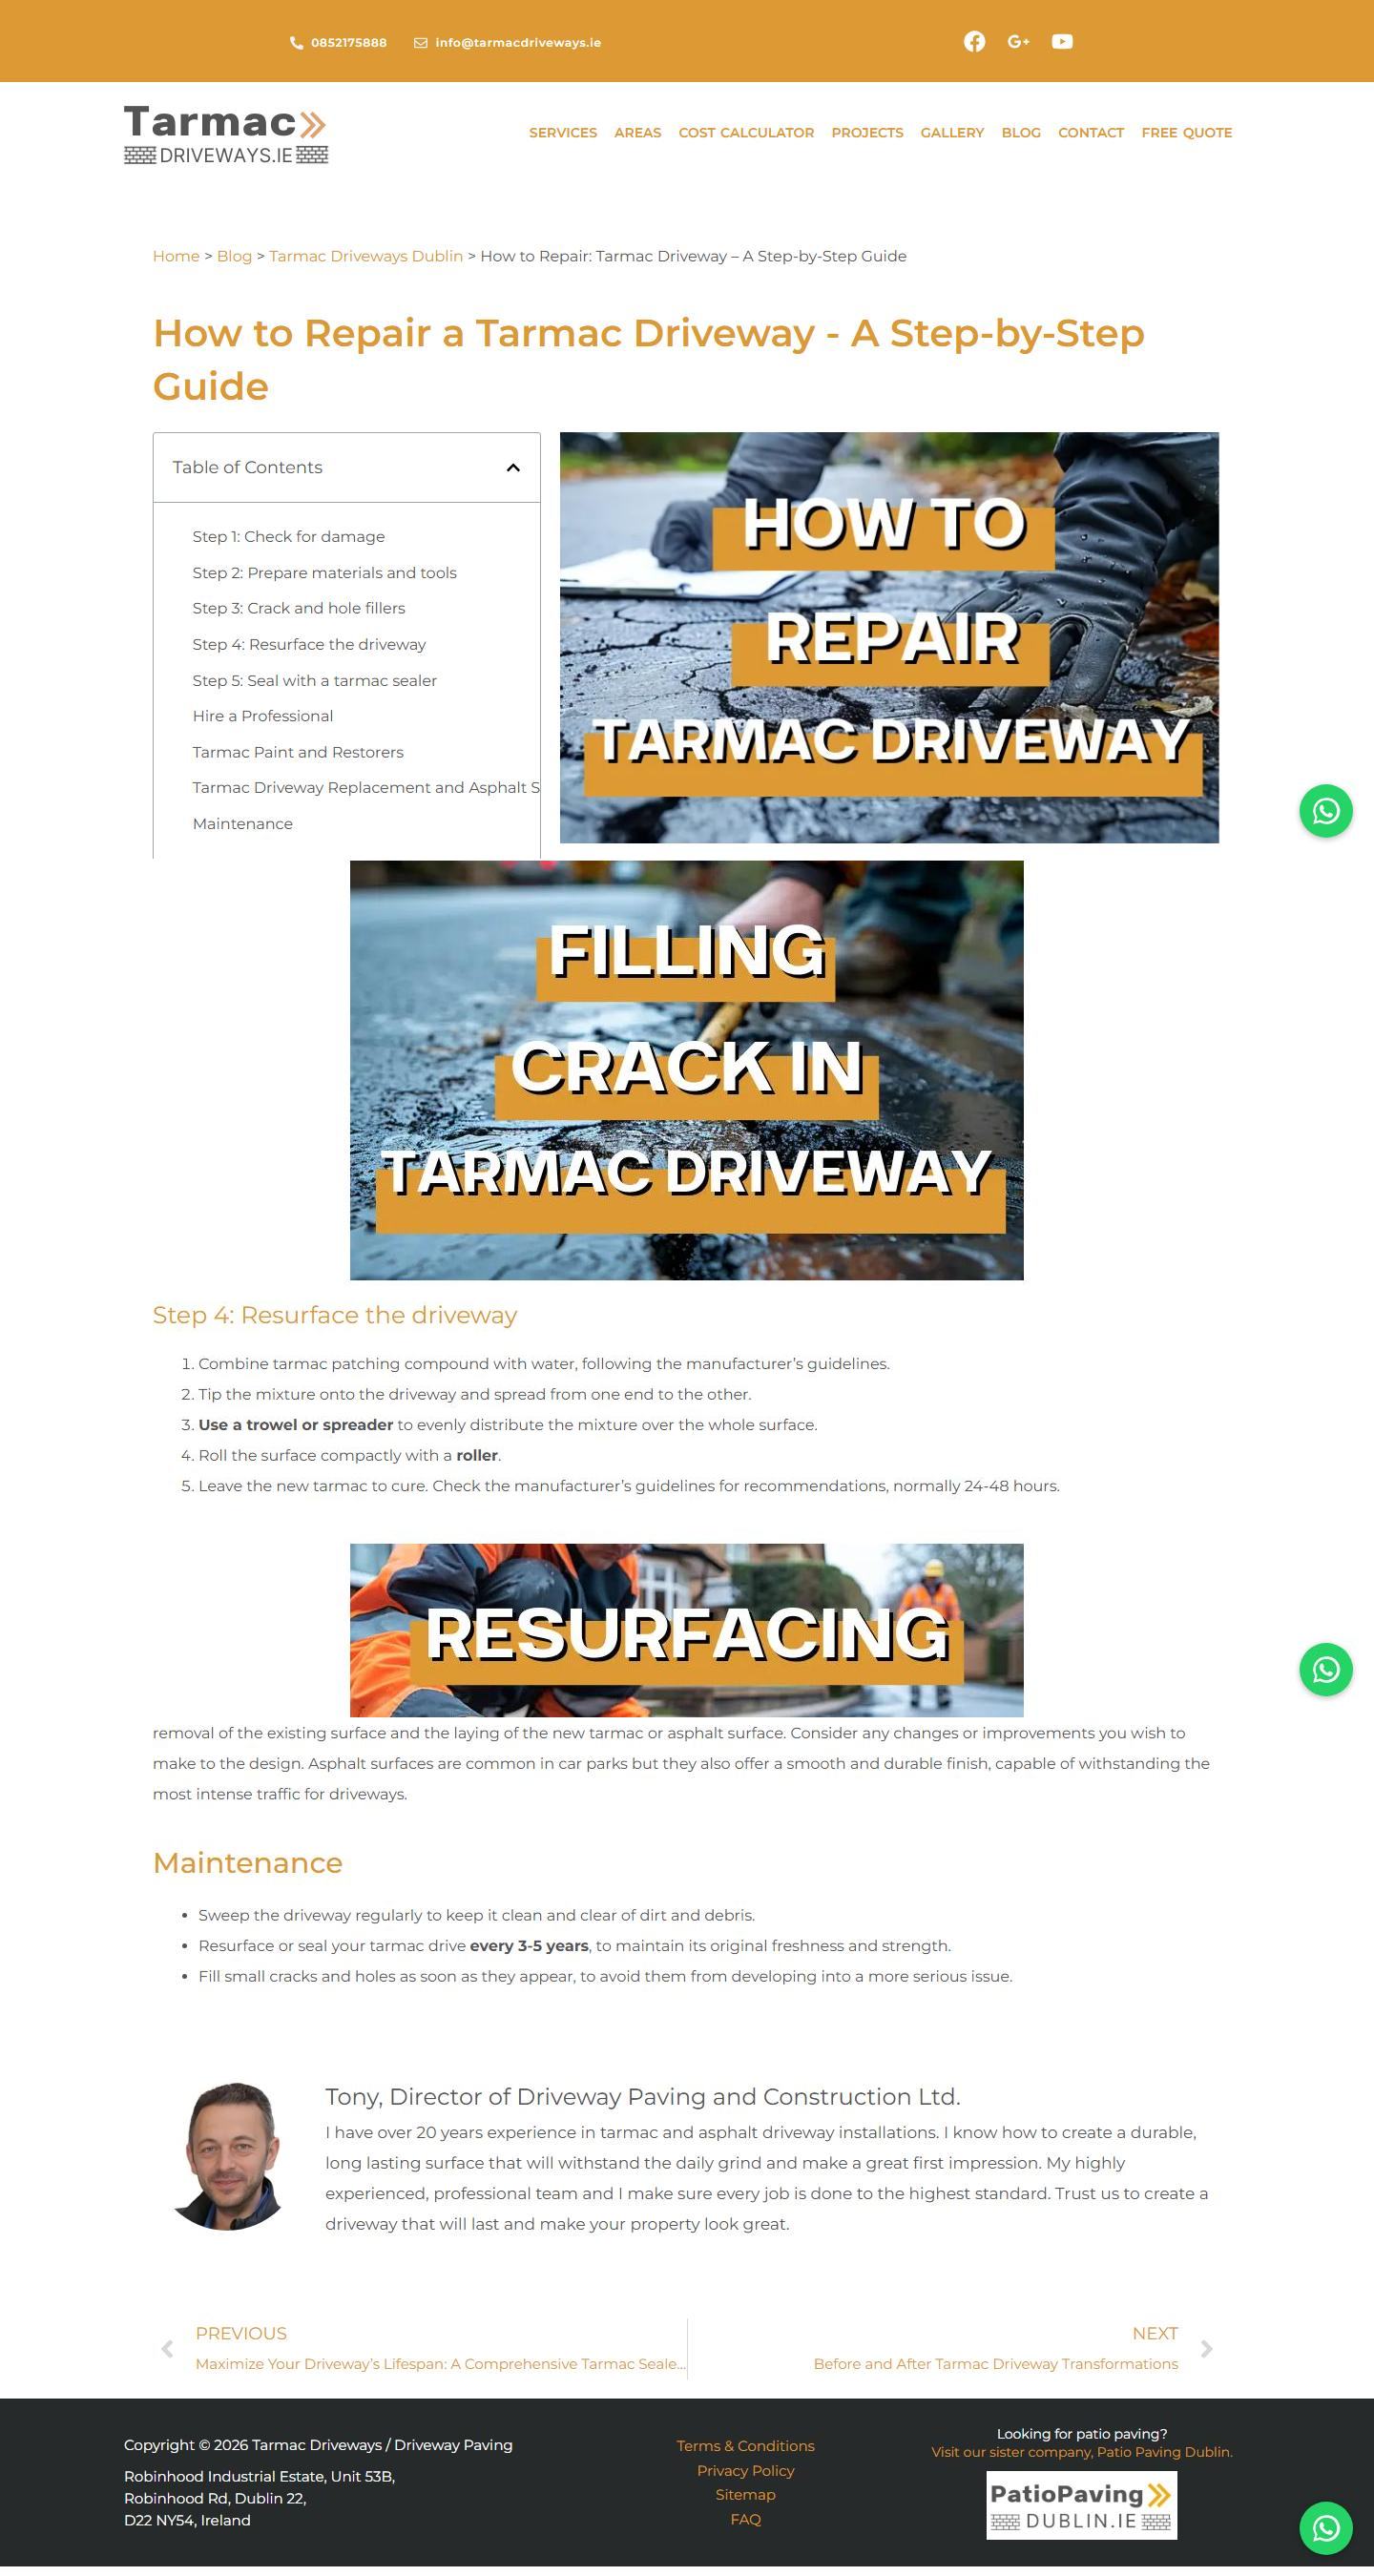 0852175888
info@tarmacdriveways.ie
Tarmac
DRIVEWAYS.IE
SERVICES AREAS COST CALCULATOR PROJECTS GALLERY BLOG CONTACT FREE QUOTE
Home > Blog > Tarmac Driveways Dublin > How to Repair: Tarmac Driveway – A Step-by-Step Guide
How to Repair a Tarmac Driveway - A Step-by-Step
Guide
Table of Contents
Step 1: Check for damage
Step 2: Prepare materials and tools
Step 3: Crack and hole fillers
Step 4: Resurface the driveway
Step 5: Seal with a tarmac sealer
Hire a Professional
Tarmac Paint and Restorers
Tarmac Driveway Replacement and Asphalt S
Maintenance
HOW TO
REPAIR
TARMAC DRIVEWAY
FILLING
CRACK IN
TARMAC DRIVEWAY
Step 4: Resurface the driveway
1. Combine tarmac patching compound with water, following the manufacturer’s guidelines.
2. Tip the mixture onto the driveway and spread from one end to the other.
3. Use a trowel or spreader to evenly distribute the mixture over the whole surface.
4. Roll the surface compactly with a roller.
5. Leave the new tarmac to cure. Check the manufacturer’s guidelines for recommendations, normally 24-48 hours.
RESURFACING
removal of the existing surface and the laying of the new tarmac or asphalt surface. Consider any changes or improvements you wish to
make to the design. Asphalt surfaces are common in car parks but they also offer a smooth and durable finish, capable of withstanding the
most intense traffic for driveways.
Maintenance
• Sweep the driveway regularly to keep it clean and clear of dirt and debris.
• Resurface or seal your tarmac drive every 3-5 years, to maintain its original freshness and strength.
• Fill small cracks and holes as soon as they appear, to avoid them from developing into a more serious issue.
Tony, Director of Driveway Paving and Construction Ltd.
I have over 20 years experience in tarmac and asphalt driveway installations. I know how to create a durable,
long lasting surface that will withstand the daily grind and make a great first impression. My highly
experienced, professional team and I make sure every job is done to the highest standard. Trust us to create a
driveway that will last and make your property look great.
PREVIOUS
Maximize Your Driveway’s Lifespan: A Comprehensive Tarmac Seale...
NEXT
Before and After Tarmac Driveway Transformations
Copyright © 2026 Tarmac Driveways / Driveway Paving
Robinhood Industrial Estate, Unit 53B,
Robinhood Rd, Dublin 22,
D22 NY54, Ireland
Terms & Conditions
Privacy Policy
Sitemap
FAQ
Looking for patio paving?
Visit our sister company, Patio Paving Dublin.
PatioPaving
DUBLIN.IE